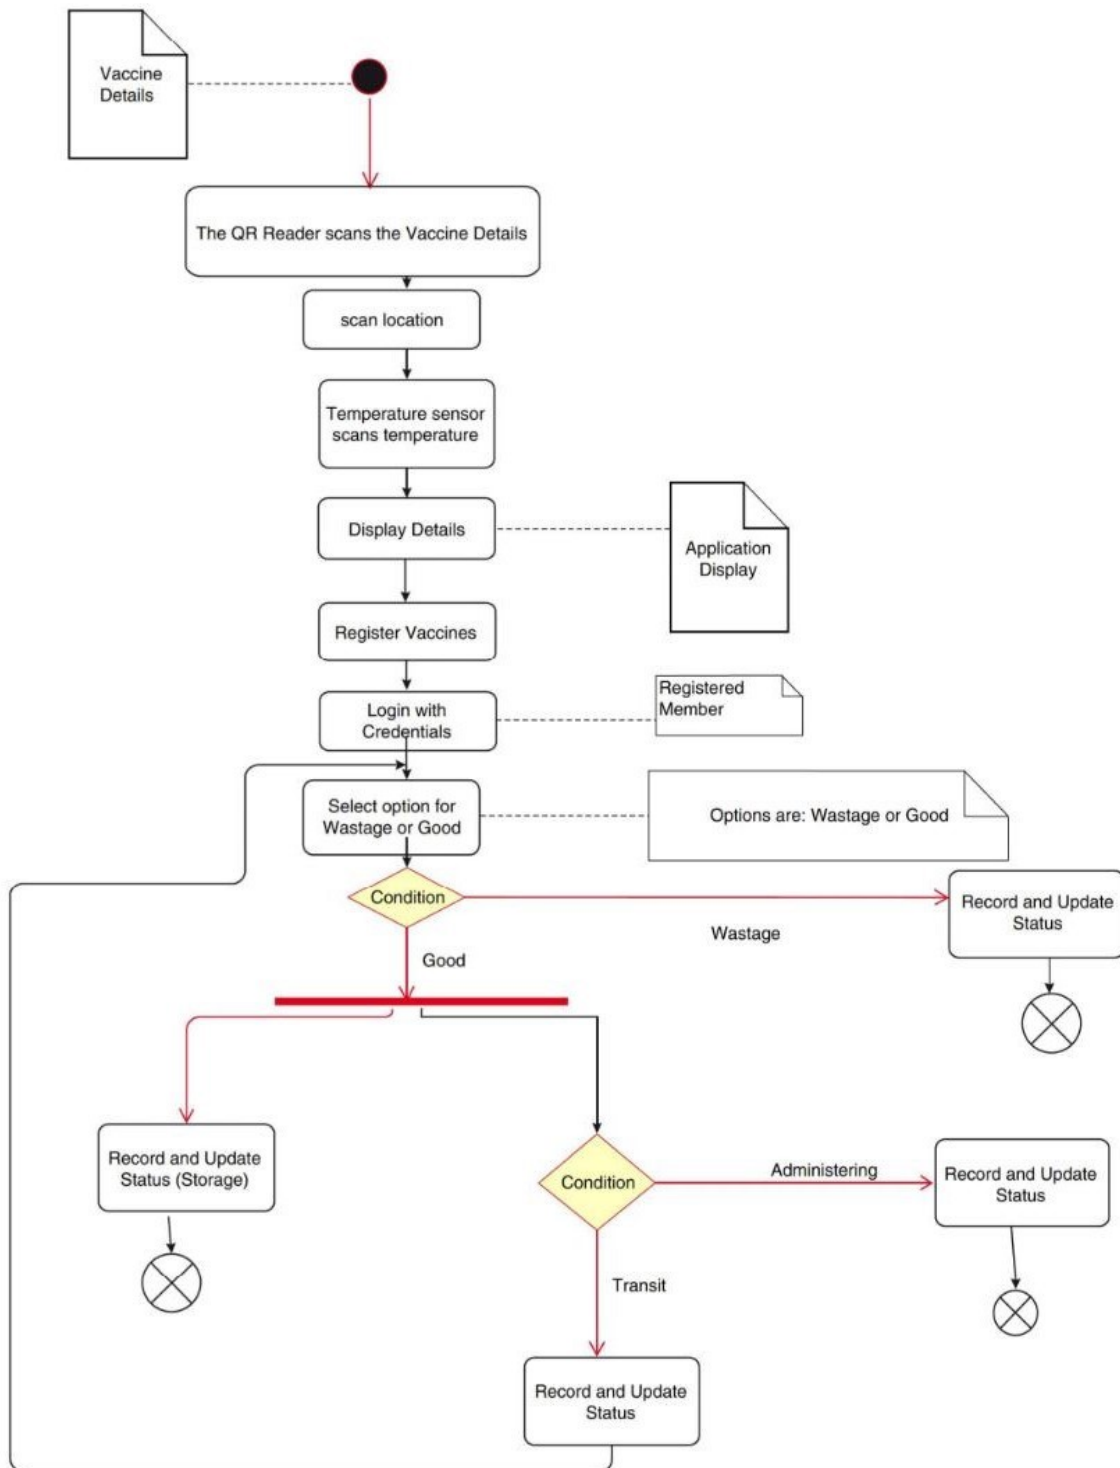 Vaccine
Details
The QR Reader scans the Vaccine Details
scan location
Temperature sensor
scans temperature
Display Details
Application
Display
Register Vaccines
Registered
Member
Login with
Credentials
Select option for
Wastage or Good
Options are: Wastage or Good
Condition
Wastage
Record and Update
Status
Good
Record and Update
Status (Storage)
Condition
Administering
Record and Update
Status
Transit
Record and Update
Status